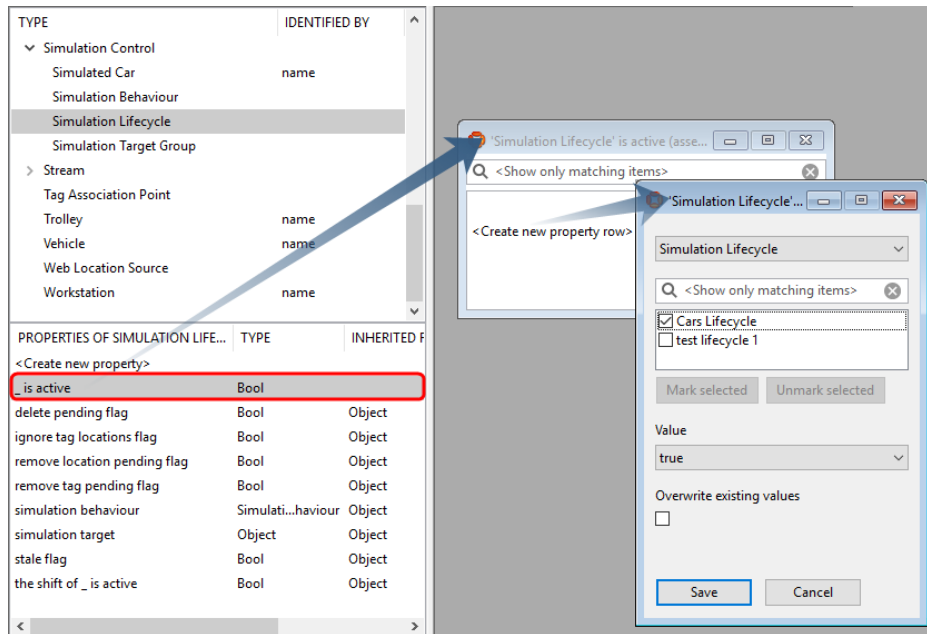 TYPE IDENTIFIED BY
Simulation Control
Simulated Car name
Simulation Behaviour
Simulation Lifecycle
Simulation Target Group
Stream
Tag Association Point
Trolley name
Vehicle name
Web Location Source
Workstation name
PROPERTIES OF SIMULATION LIFE... TYPE INHERITED F
<Create new property>
_ is active Bool
delete pending flag Bool Object
ignore tag locations flag Bool Object
remove location pending flag Bool Object
remove tag pending flag Bool Object
simulation behaviour Simulati...haviour Object
simulation target Object Object
stale flag Bool Object
the shift of _ is active Bool Object
'Simulation Lifecycle' is active (asse...
<Show only matching items>
<Create new property row>
'Simulation Lifecycle'...
Simulation Lifecycle
<Show only matching items>
Cars Lifecycle
test lifecycle 1
Mark selected Unmark selected
Value
true
Overwrite existing values
Save Cancel